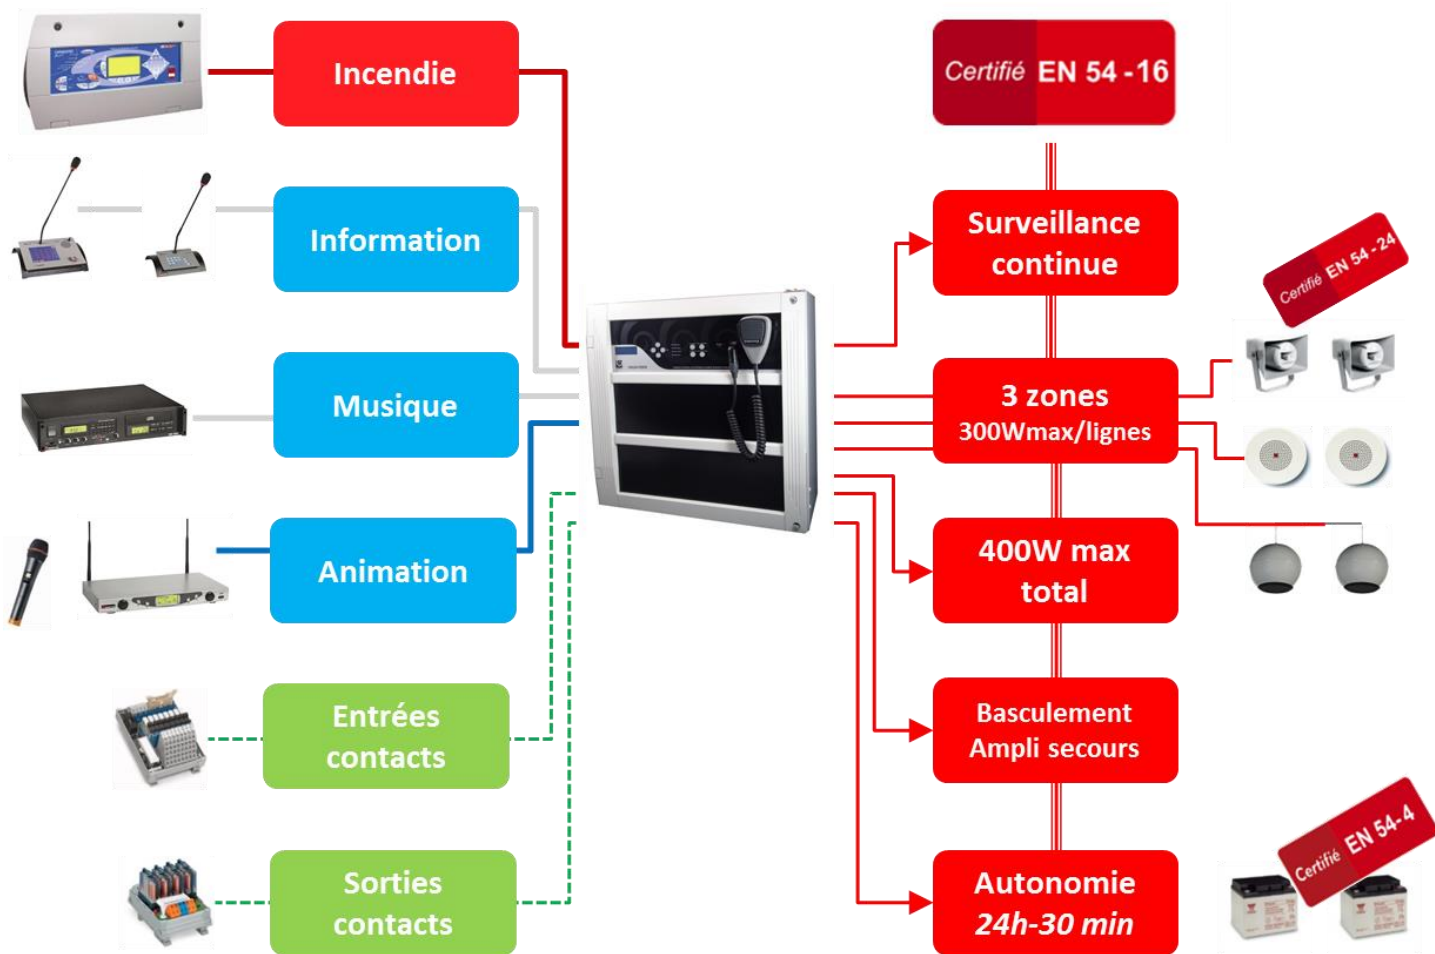 Incendie
Certifié EN 54 - 16
Information
Surveillance
continue
Certifié EN 54 - 24
Musique
3 zones
300Wmax/lignes
Animation
400W max
total
Entrées
contacts
Basculement
Ampli secours
Certifié EN 54-4
Sorties
contacts
Autonomie
24h-30 min